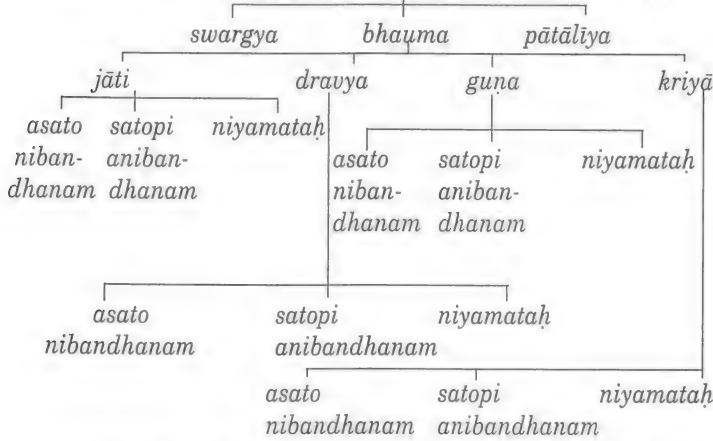 swargya bhauma pātālīya
jāti dravya guṇa kriyā
asato satopi niyamataḥ
niban- aniban-
dhanam dhanam
asato satopi niyamataḥ
niban- aniban-
dhanam dhanam
asato satopi niyamataḥ
nibandhanam anibandhanam
asato satopi niyamataḥ
nibandhanam anibandhanam